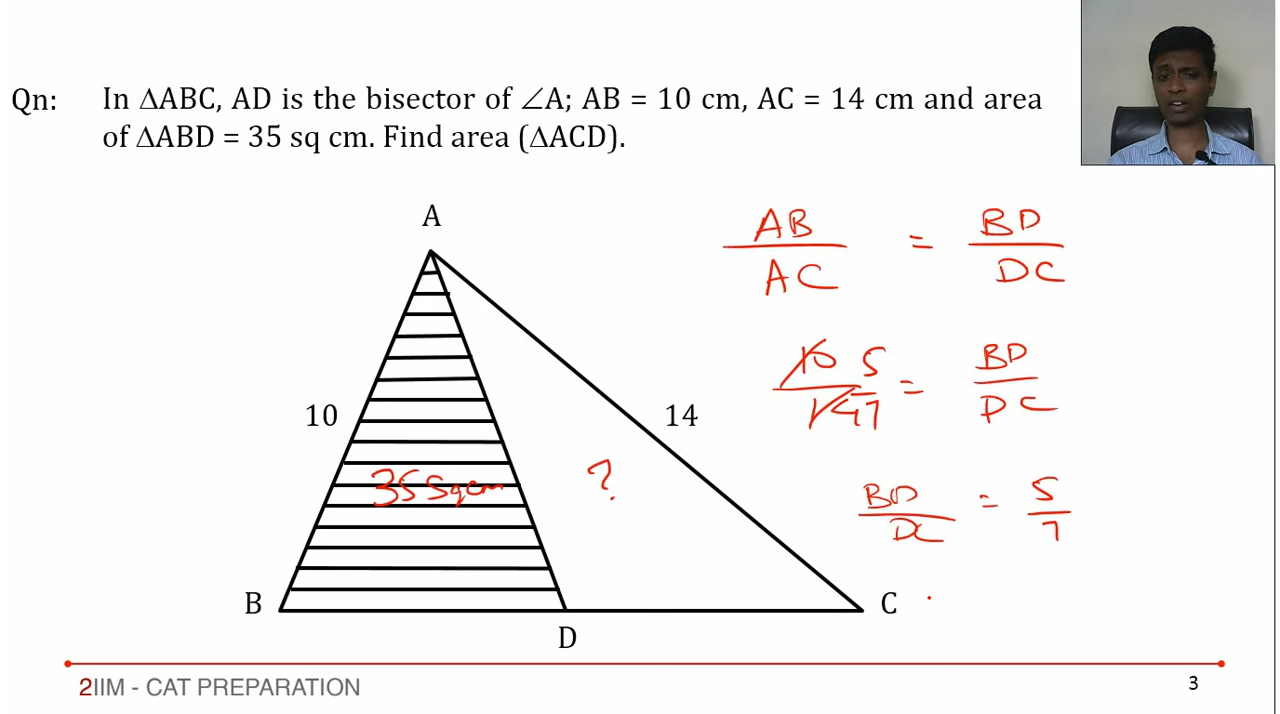 Qn: In ΔABC, AD is the bisector of ∠A; AB = 10 cm, AC = 14 cm and area
of ΔABD = 35 sq cm. Find area (ΔACD).
A
AB/AC = BD/DC
10/14 5/7 = BD/DC
10
14
35 Sq cm
?
BD/DC = 5/7
B
C
D
2IIM - CAT PREPARATION
3